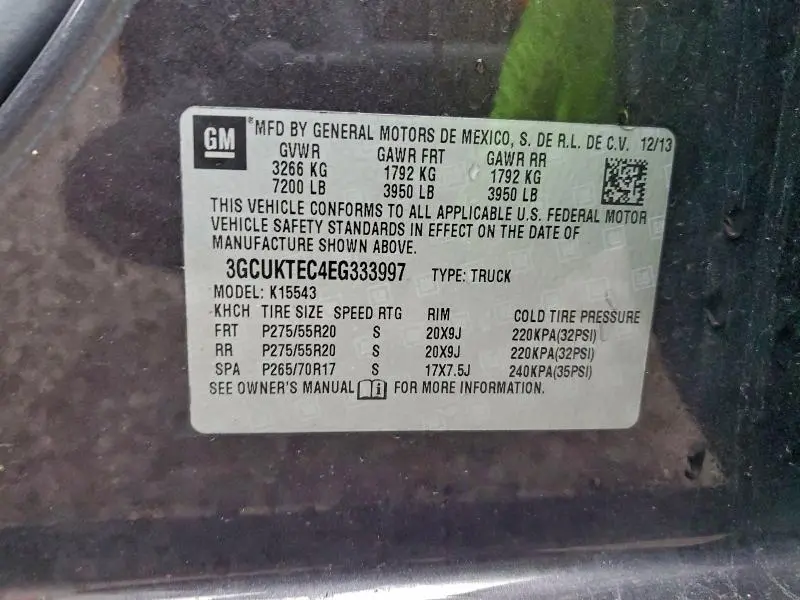 GM
®MFD BY GENERAL MOTORS DE MEXICO, S. DE R.L. DE C.V. 12/13
GVWR GAWR FRT GAWR RR
3266 KG 1792 KG 1792 KG
7200 LB 3950 LB 3950 LB
THIS VEHICLE CONFORMS TO ALL APPLICABLE U.S. FEDERAL MOTOR
VEHICLE SAFETY STANDARDS IN EFFECT ON THE DATE OF
MANUFACTURE SHOWN ABOVE.
3GCUKTEC4EG333997 TYPE: TRUCK
MODEL: K15543
KHCH TIRE SIZE SPEED RTG RIM COLD TIRE PRESSURE
FRT P275/55R20 S 20X9J 220KPA(32PSI)
RR P275/55R20 S 20X9J 220KPA(32PSI)
SPA P265/70R17 S 17X7.5J 240KPA(35PSI)
SEE OWNER'S MANUAL FOR MORE INFORMATION.